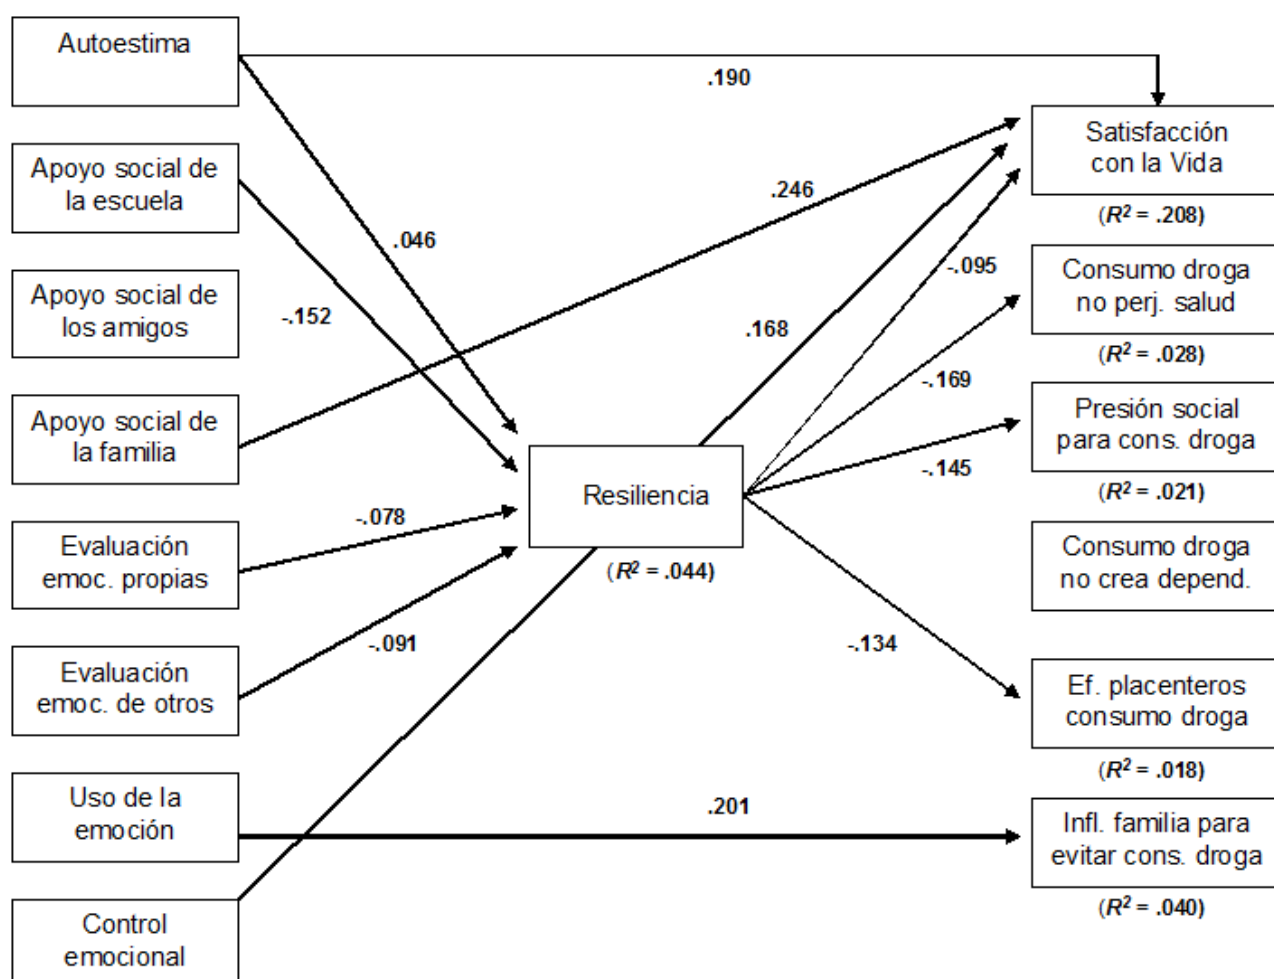 Autoestima
.190
Satisfacción
con la Vida
(R² = .208)
Apoyo social de
la escuela
.246
.046
-.095
Consumo droga
no perj. salud
(R² = .028)
Apoyo social de
los amigos
-.152
.168
-.169
Presión social
para cons. droga
(R² = .021)
Apoyo social de
la familia
-.145
Resiliencia
(R² = .044)
Evaluación
emoc. propias
-.078
Consumo droga
no crea depend.
-.091
-.134
Evaluación
emoc. de otros
Ef. placenteros
consumo droga
(R² = .018)
Uso de la
emoción
.201
Infl. familia para
evitar cons. droga
(R² = .040)
Control
emocional